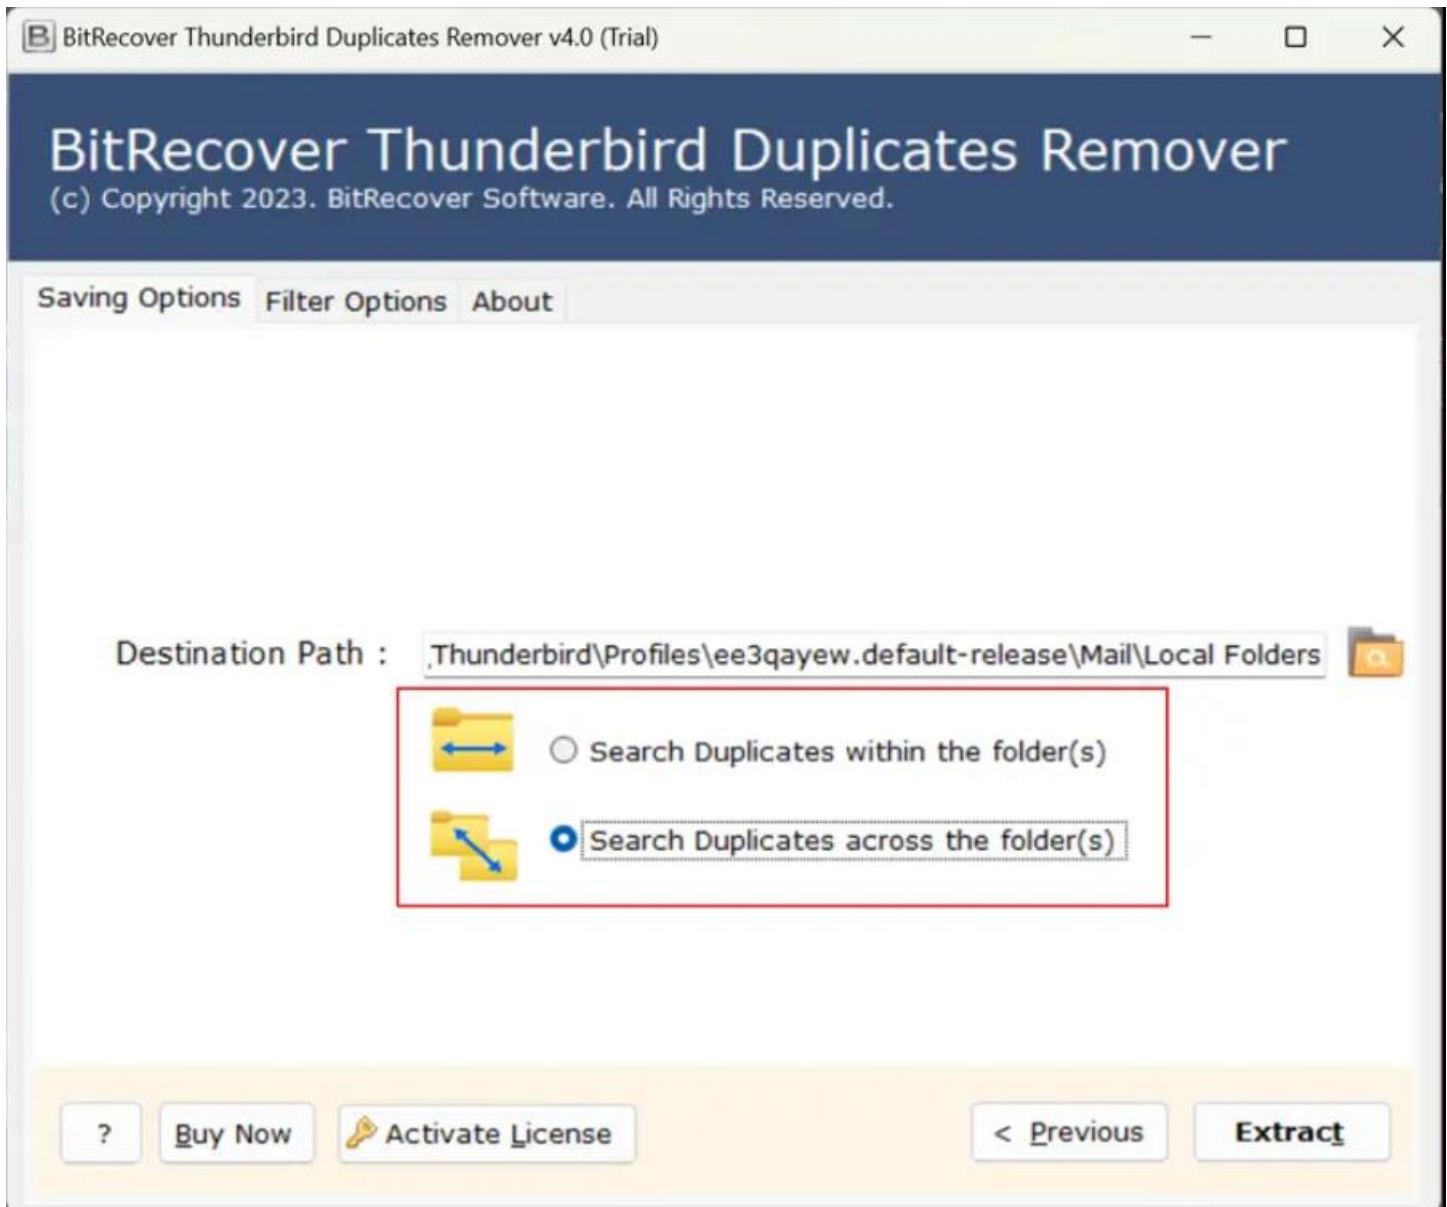 BitRecover Thunderbird Duplicates Remover v4.0 (Trial)
BitRecover Thunderbird Duplicates Remover
(c) Copyright 2023. BitRecover Software. All Rights Reserved.
Saving Options Filter Options About
Destination Path : Thunderbird\Profiles\ee3qayew.default-release\Mail\Local Folders
Search Duplicates within the folder(s)
Search Duplicates across the folder(s)
? Buy Now Activate License < Previous Extract